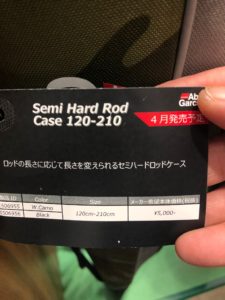 Semi Hard Rod
Case 120-210
Ab
Garcia
4月発売予定
ロッドの長さに応じて長さを変えられるセミハードロッドケース
Color Size メーカー希望本体価格(税抜)
1506955 W.Camo 120cm-210cm ¥5,000-
1506956 Black